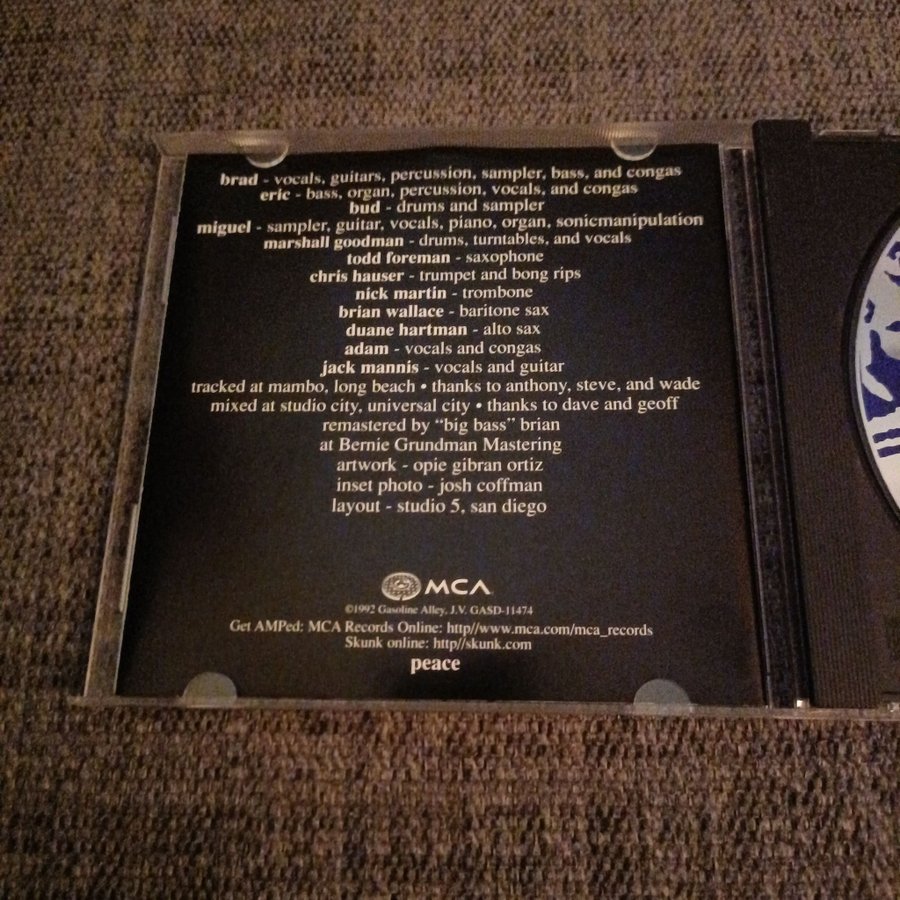 brad - vocals, guitars, percussion, sampler, bass, and congas
eric - bass, organ, percussion, vocals, and congas
bud - drums and sampler
miguel - sampler, guitar, vocals, piano, organ, sonicmanipulation
marshall goodman - drums, turntables, and vocals
todd foreman - saxophone
chris hauser - trumpet and bong rips
nick martin - trombone
brian wallace - baritone sax
duane hartman - alto sax
adam - vocals and congas
jack mannis - vocals and guitar
tracked at mambo, long beach • thanks to anthony, steve, and wade
mixed at studio city, universal city • thanks to dave and geoff
remastered by "big bass" brian
at Bernie Grundman Mastering
artwork - opie gibran ortiz
inset photo - josh coffman
layout - studio 5, san diego
MCA
©1992 Gasoline Alley, J.V. GASD-11474
Get AMPed: MCA Records Online: http//www.mca.com/mca_records
Skunk online: http//skunk.com
peace